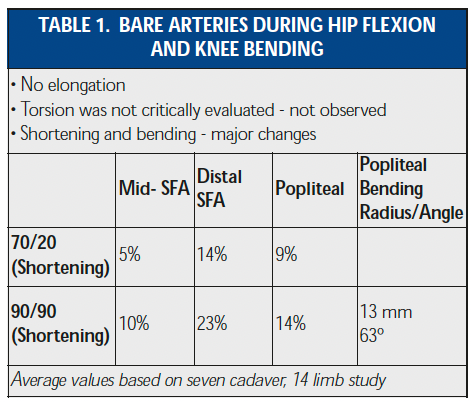 TABLE 1.  BARE ARTERIES DURING HIP FLEXION
AND KNEE BENDING
• No elongation
• Torsion was not critically evaluated - not observed
• Shortening and bending - major changes
Mid- SFA
Distal
SFA
Popliteal
Popliteal
Bending
Radius/Angle
70/20
(Shortening)
5%
14%
9%
90/90
(Shortening)
10%
23%
14%
13 mm
63º
Average values based on seven cadaver, 14 limb study